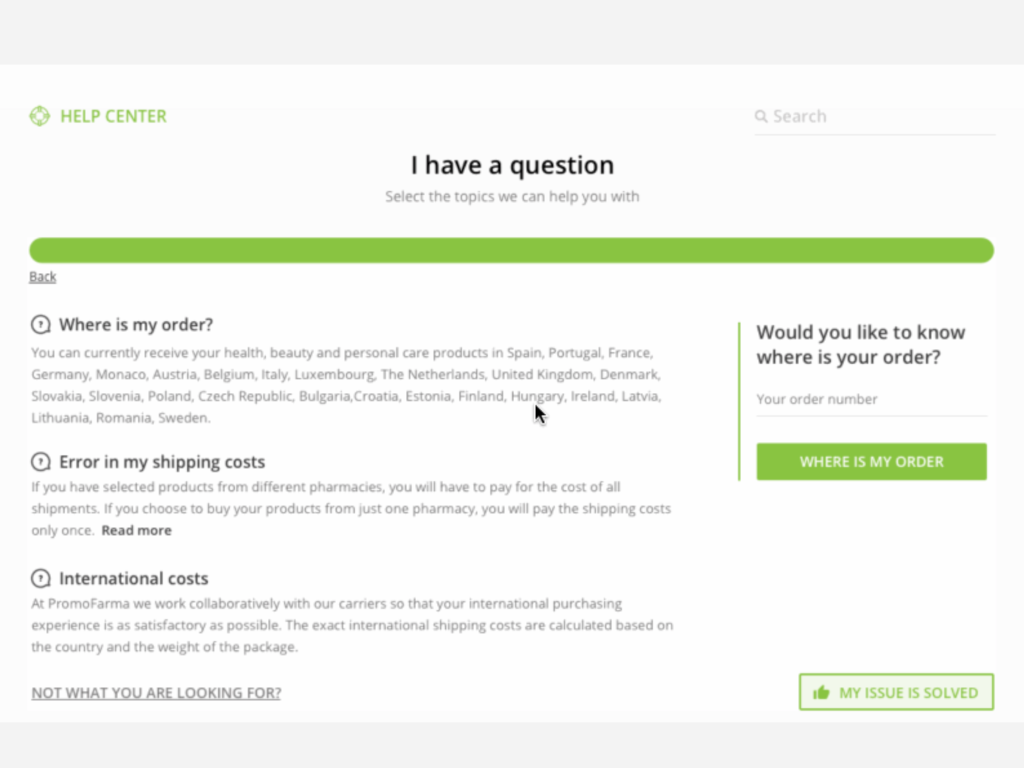 HELP CENTER
Search
I have a question
Select the topics we can help you with
Back
Where is my order?
You can currently receive your health, beauty and personal care products in Spain, Portugal, France,
Germany, Monaco, Austria, Belgium, Italy, Luxembourg, The Netherlands, United Kingdom, Denmark,
Slovakia, Slovenia, Poland, Czech Republic, Bulgaria,Croatia, Estonia, Finland, Hungary, Ireland, Latvia,
Lithuania, Romania, Sweden.
Error in my shipping costs
If you have selected products from different pharmacies, you will have to pay for the cost of all
shipments. If you choose to buy your products from just one pharmacy, you will pay the shipping costs
only once. Read more
International costs
At PromoFarma we work collaboratively with our carriers so that your international purchasing
experience is as satisfactory as possible. The exact international shipping costs are calculated based on
the country and the weight of the package.
NOT WHAT YOU ARE LOOKING FOR?
Would you like to know
where is your order?
Your order number
WHERE IS MY ORDER
MY ISSUE IS SOLVED